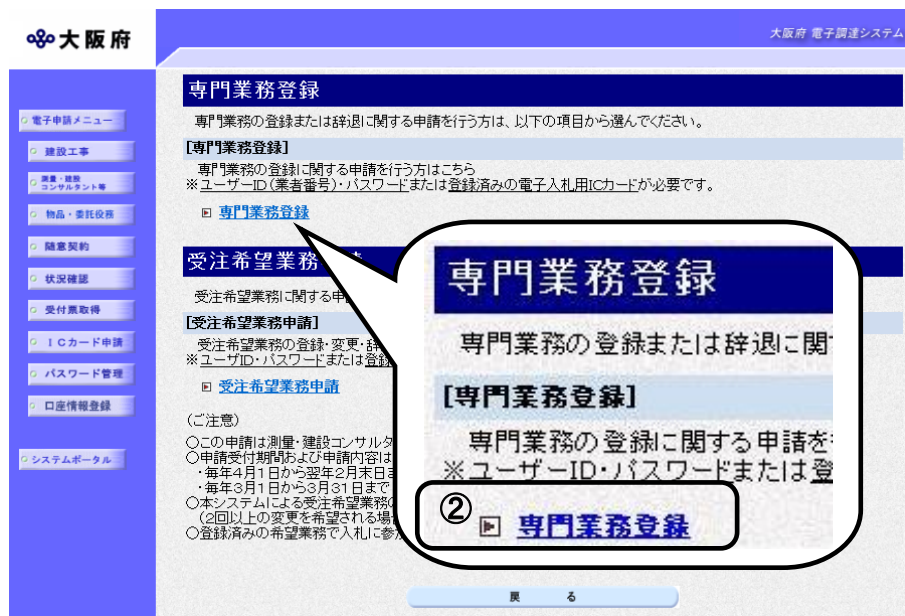 大阪府
大阪府 電子調達システム
電子申請メニュー
建設工事
測量・建設
コンサルタント等
物品・委託役務
随意契約
状況確認
受付票取得
ICカード申請
パスワード管理
口座情報登録
システムポータル
専門業務登録
専門業務の登録または辞退に関する申請を行う方は、以下の項目から選んでください。
[専門業務登録]
専門業務の登録に関する申請を行う方はこちら
※ユーザーID(業者番号)・パスワードまたは登録済みの電子入札用ICカードが必要です。
専門業務登録
受注希望業務
受注希望業務に関する申
[受注希望業務申請]
受注希望業務の登録・変更・辞
※ユーザID・パスワードまたは登録
受注希望業務申請
(ご注意)
○この申請は測量・建設コンサルタ
○申請受付期間および申請内容は
・毎年4月1日から翌年2月末日ま
・毎年3月1日から3月31日まで
○本システムによる受注希望業務の
(2回以上の変更を希望される場
○登録済みの希望業務で入札に参
専門業務登録
専門業務の登録または辞退に関
[専門業務登録]
専門業務の登録に関する申請を
※ユーザーID・パスワードまたは登
②
専門業務登録
戻る